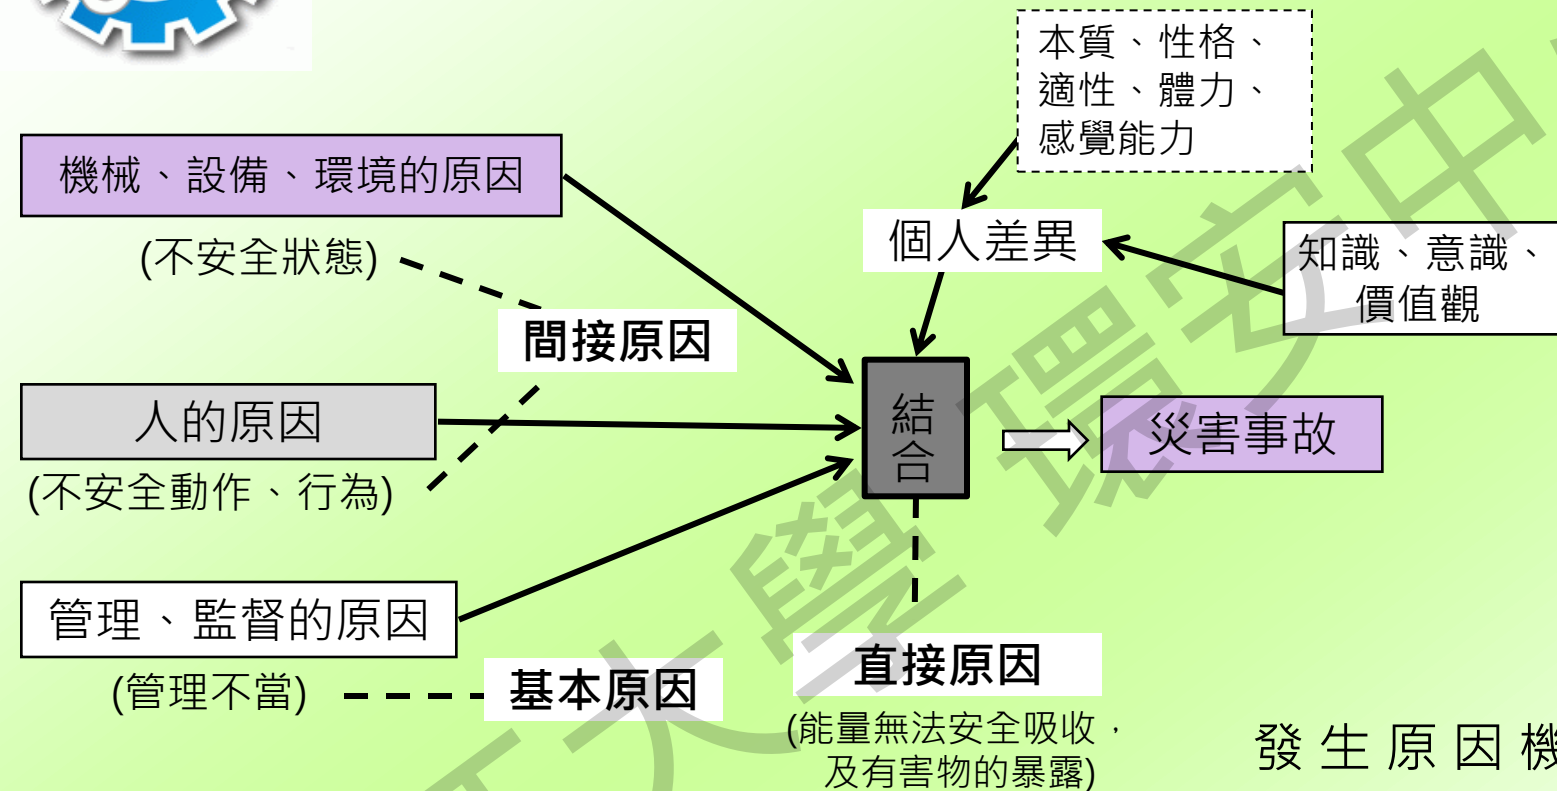 本質、性格、
適性、體力、
感覺能力
機械、設備、環境的原因
(不安全狀態)
個人差異
知識、意識、
價值觀
間接原因
人的原因
(不安全動作、行為)
結
合
災害事故
管理、監督的原因
(管理不當)
基本原因
直接原因
(能量無法安全吸收,
及有害物的暴露)
發生原因機
大學 環安中